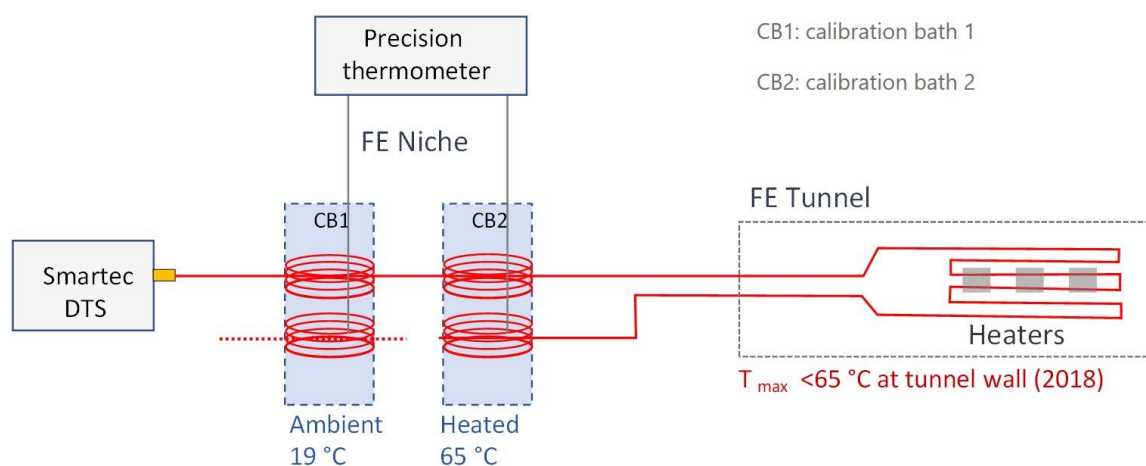 Precision
thermometer
CB1: calibration bath 1
CB2: calibration bath 2
FE Niche
CB1
CB2
FE Tunnel
Smartec
DTS
Heaters
T max <65 °C at tunnel wall (2018)
Ambient
19 °C
Heated
65 °C